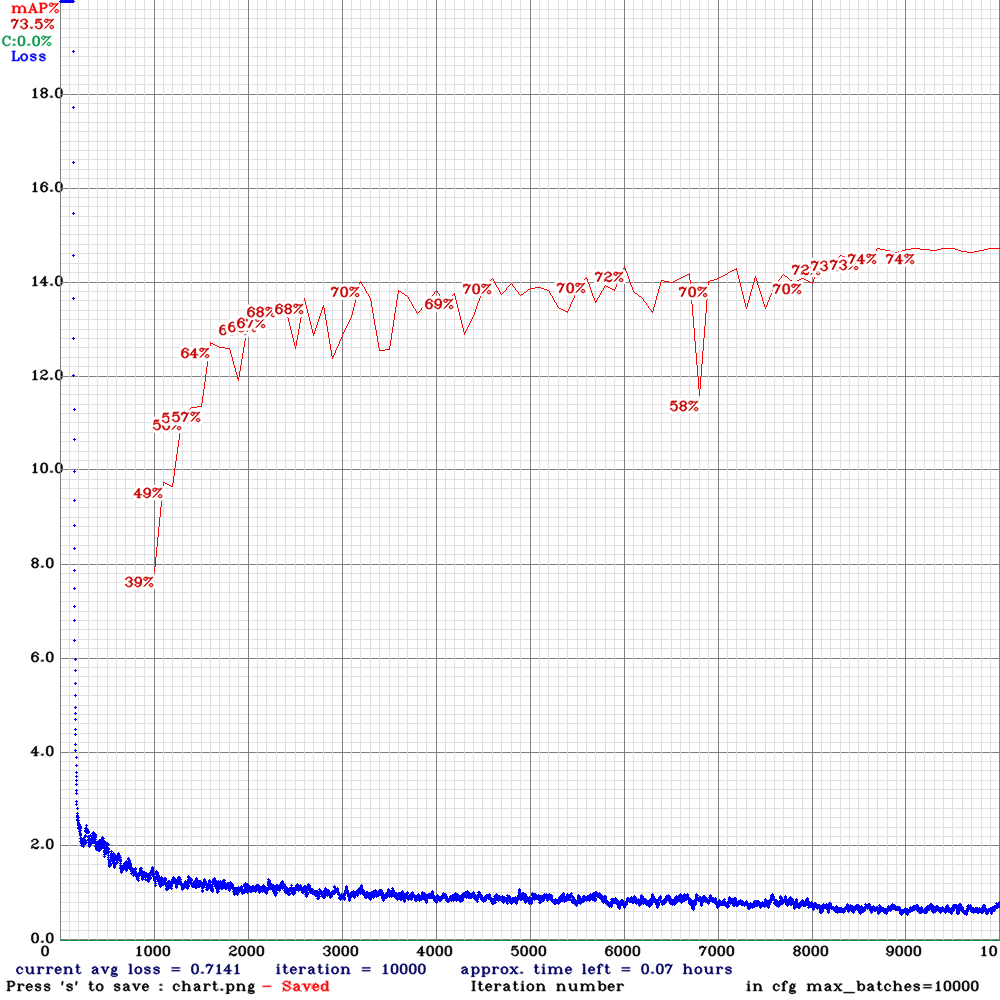 mAP%
73.5%
C:0.0%
Loss
18.0
16.0
14.0
12.0
10.0
8.0
6.0
4.0
2.0
0.0
74% 74%
72% 73% 73%
72%
70% 69% 70% 70% 70% 70%
68% 68%
67%
64%
58%
57%
49%
39%
0 1000 2000 3000 4000 5000 6000 7000 8000 9000 10
current avg loss = 0.7141 iteration = 10000 approx. time left = 0.07 hours
Press 's' to save : chart.png - Saved Iteration number in cfg max_batches=10000